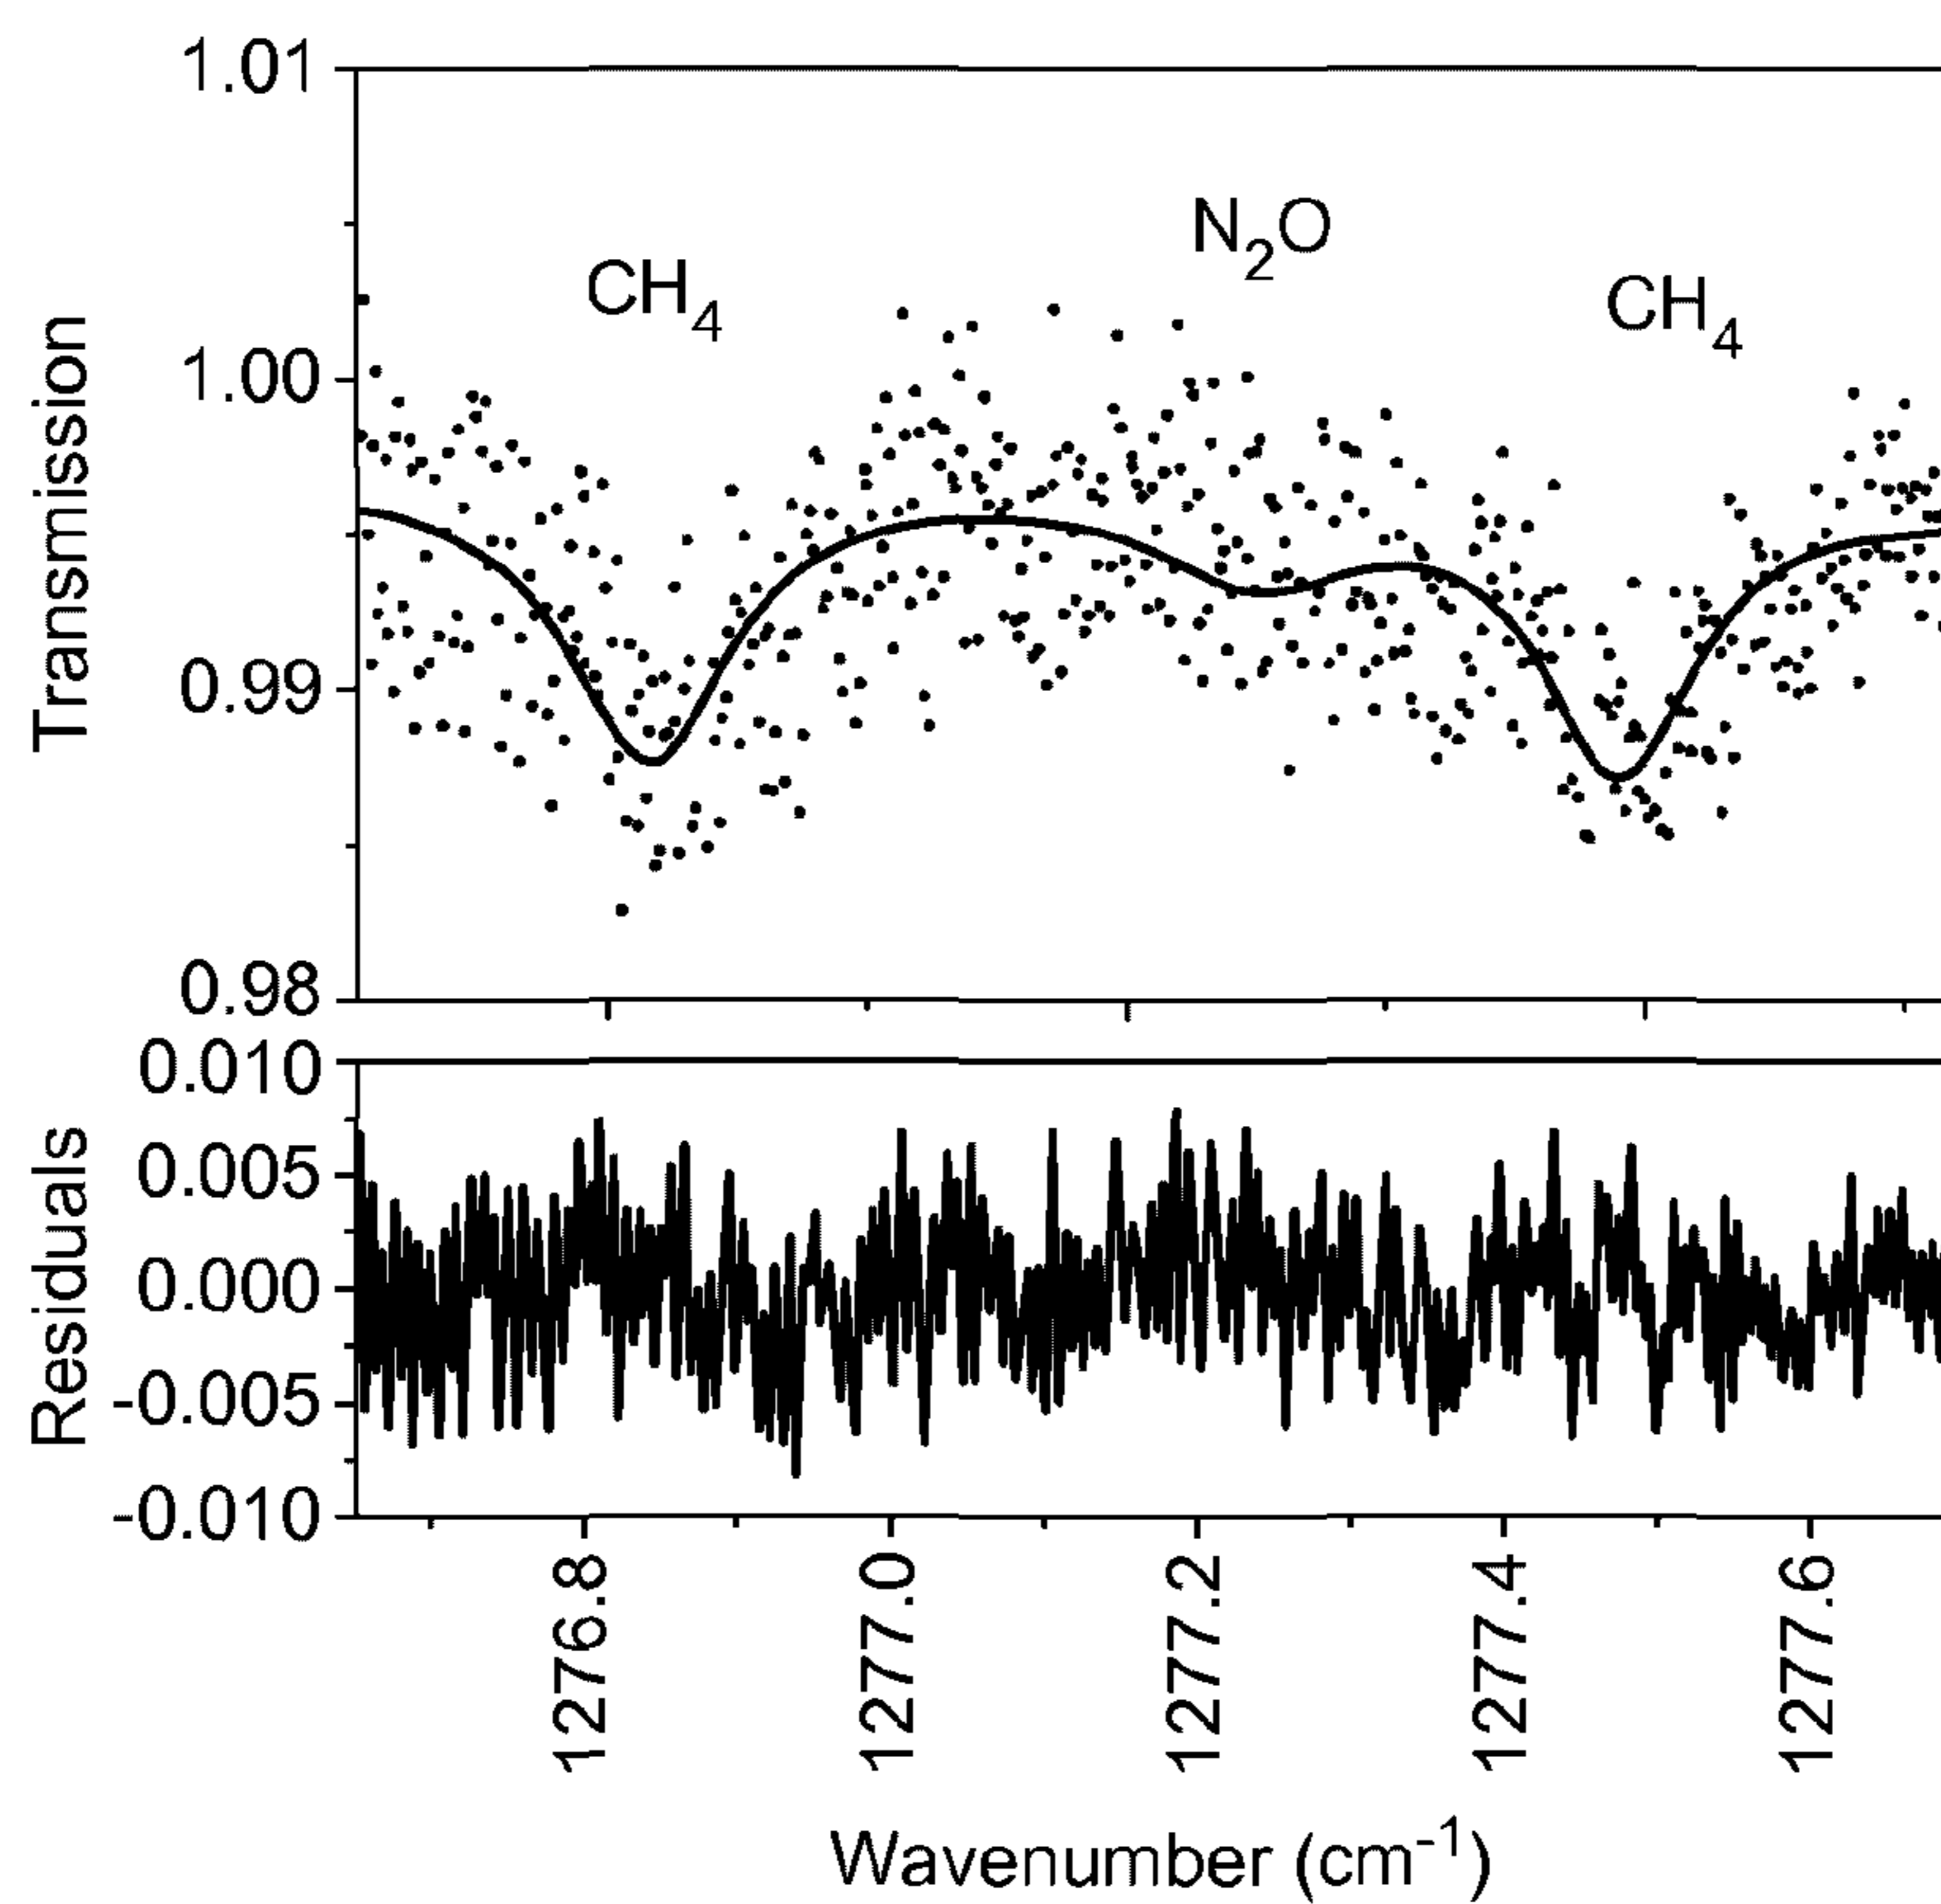 1.01
1.00
0.99
0.98
Transmission
CH4
N2O
CH4
0.010
0.005
0.000
-0.005
-0.010
Residuals
1276.8
1277.0
1277.2
1277.4
1277.6
Wavenumber (cm-1)